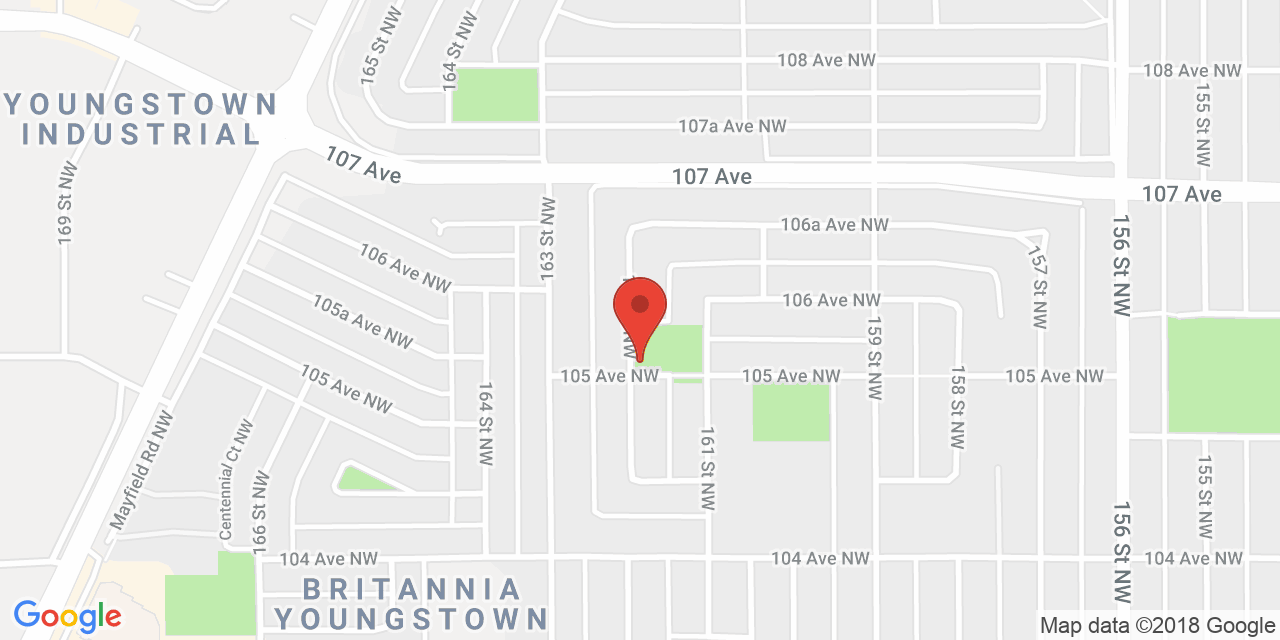 165 St NW
164 St NW
108 Ave NW
108 Ave NW
155 St NW
YOUNGSTOWN
INDUSTRIAL
107a Ave NW
107 Ave
107 Ave
107 Ave
169 St NW
163 St NW
106a Ave NW
156 St NW
106 Ave NW
157 St NW
105a Ave NW
106 Ave NW
159 St NW
NW
105 Ave NW
105 Ave NW
105 Ave NW
105 Ave NW
164 St NW
158 St NW
161 St NW
Mayfield Rd NW
Centennial Ct NW
166 St NW
155 St NW
156 St NW
104 Ave NW
104 Ave NW
104 Ave NW
BRITANNIA
YOUNGSTOWN
Google
Map data ©2018 Google